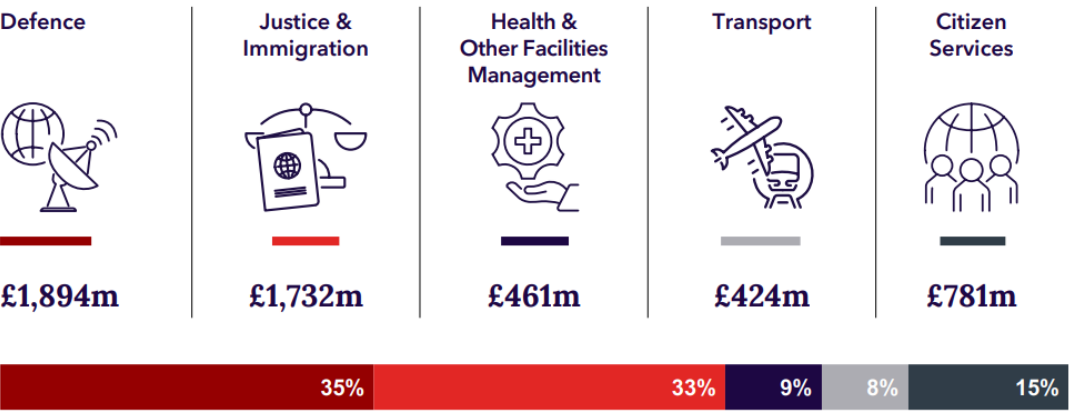 Defence
Justice &
Immigration
Health &
Other Facilities
Management
Transport
Citizen
Services
£1,894m
£1,732m
£461m
£424m
£781m
35%
33%
9%
8%
15%